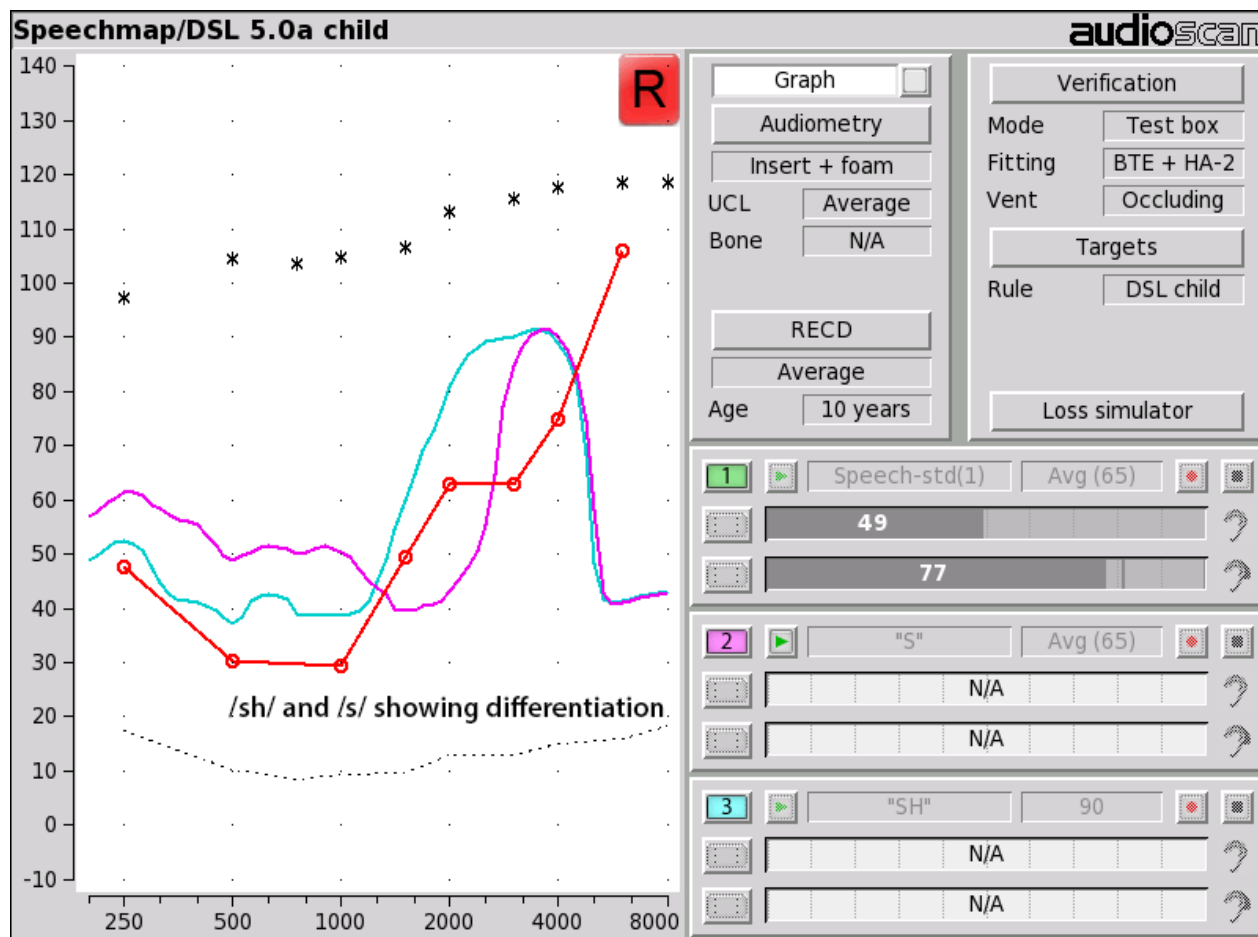 Speechmap/DSL 5.0a child
audioscan
140
130
120
110
100
90
80
70
60
50
40
30
20
10
0
-10
R
/sh/ and /s/ showing differentiation
250 500 1000 2000 4000 8000
Graph
Audiometry
Insert + foam
UCL Average
Bone N/A
RECD
Average
Age 10 years
Verification
Mode Test box
Fitting BTE + HA-2
Vent Occluding
Targets
Rule DSL child
Loss simulator
1 Speech-std(1) Avg (65)
49
77
2 "S" Avg (65)
N/A
N/A
3 "SH" 90
N/A
N/A